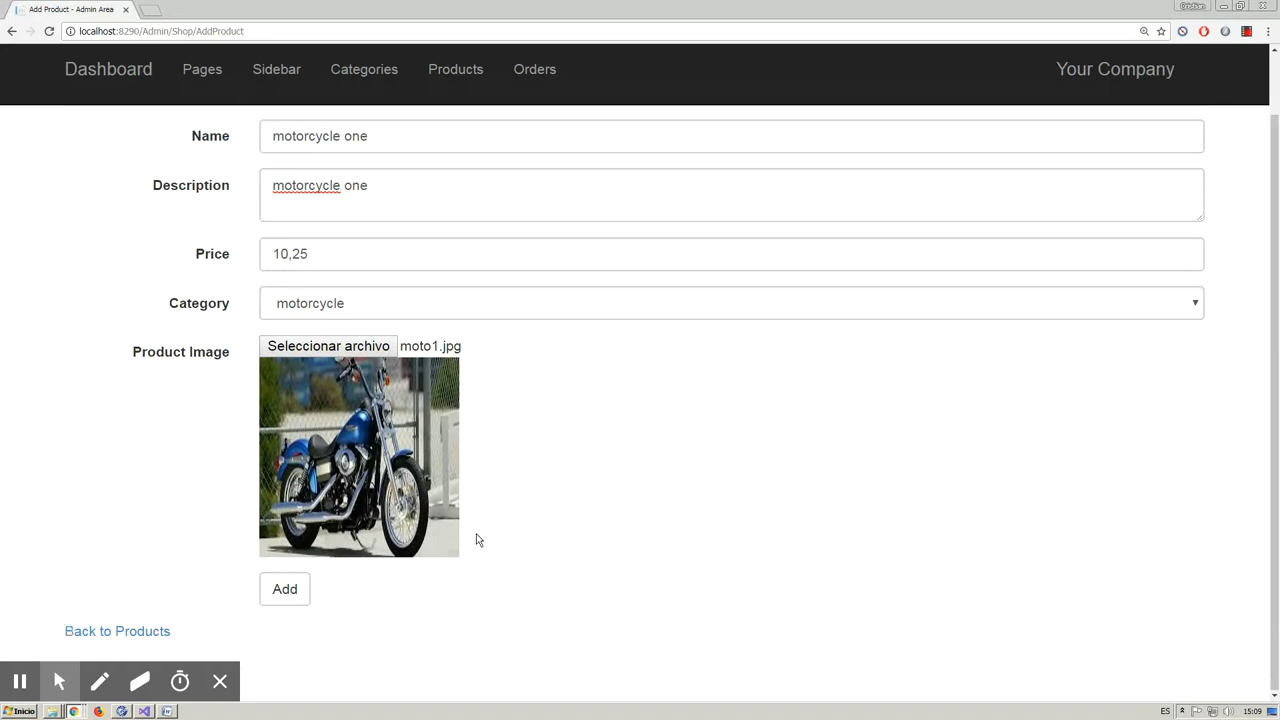 Add Product - Admin Area
Cristian
localhost:8290/Admin/Shop/AddProduct
Dashboard Pages Sidebar Categories Products Orders Your Company
Name motorcycle one
Description motorcycle one
Price 10,25
Category motorcycle
Product Image Seleccionar archivo moto1.jpg
Add
Back to Products
Inicio ES 15:09